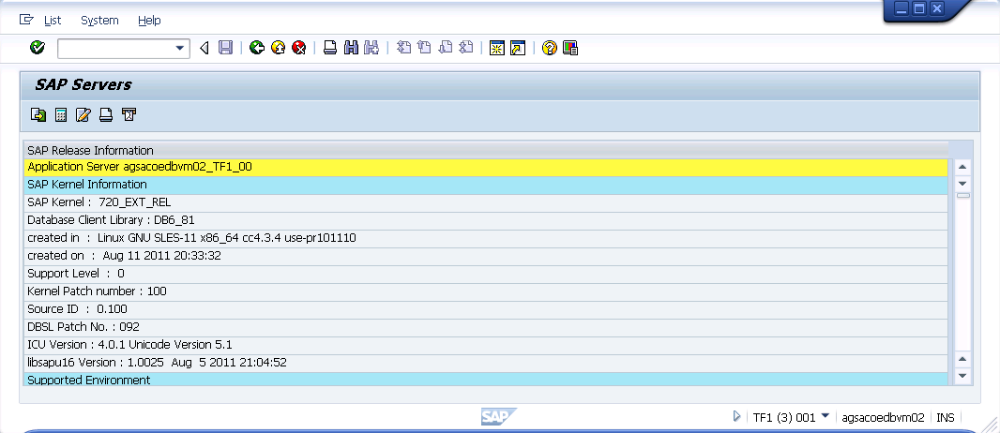 List System Help
SAP Servers
SAP Release Information
Application Server agsacoedbvm02_TF1_00
SAP Kernel Information
SAP Kernel : 720_EXT_REL
Database Client Library : DB6_81
created in : Linux GNU SLES-11 x86_64 cc4.3.4 use-pr101110
created on : Aug 11 2011 20:33:32
Support Level : 0
Kernel Patch number : 100
Source ID : 0.100
DBSL Patch No. : 092
ICU Version : 4.0.1 Unicode Version 5.1
libsapu16 Version : 1.0025 Aug 5 2011 21:04:52
Supported Environment
SAP TF1 (3) 001 agsacoedbvm02 INS